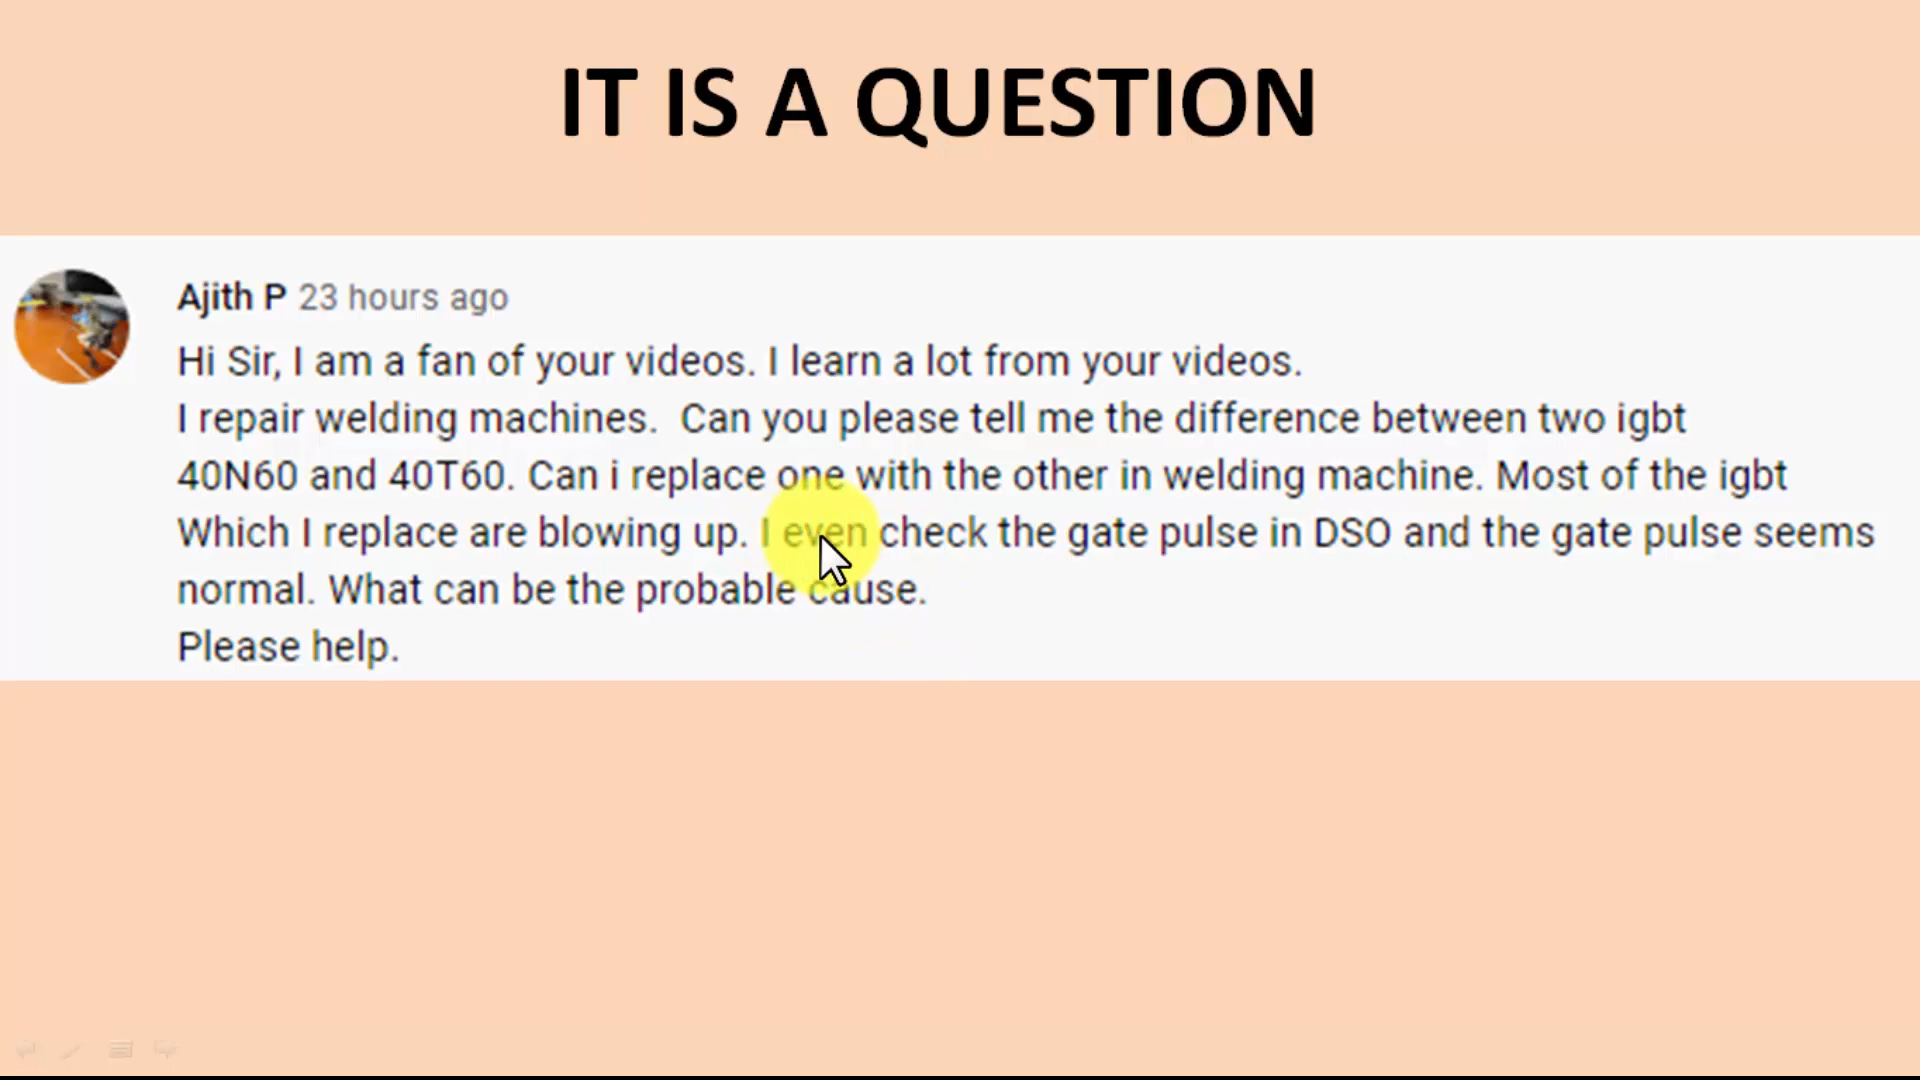 IT IS A QUESTION
Ajith P 23 hours ago
Hi Sir, I am a fan of your videos. I learn a lot from your videos.
I repair welding machines.  Can you please tell me the difference between two igbt
40N60 and 40T60. Can i replace one with the other in welding machine. Most of the igbt
Which I replace are blowing up. I even check the gate pulse in DSO and the gate pulse seems
normal. What can be the probable cause.
Please help.